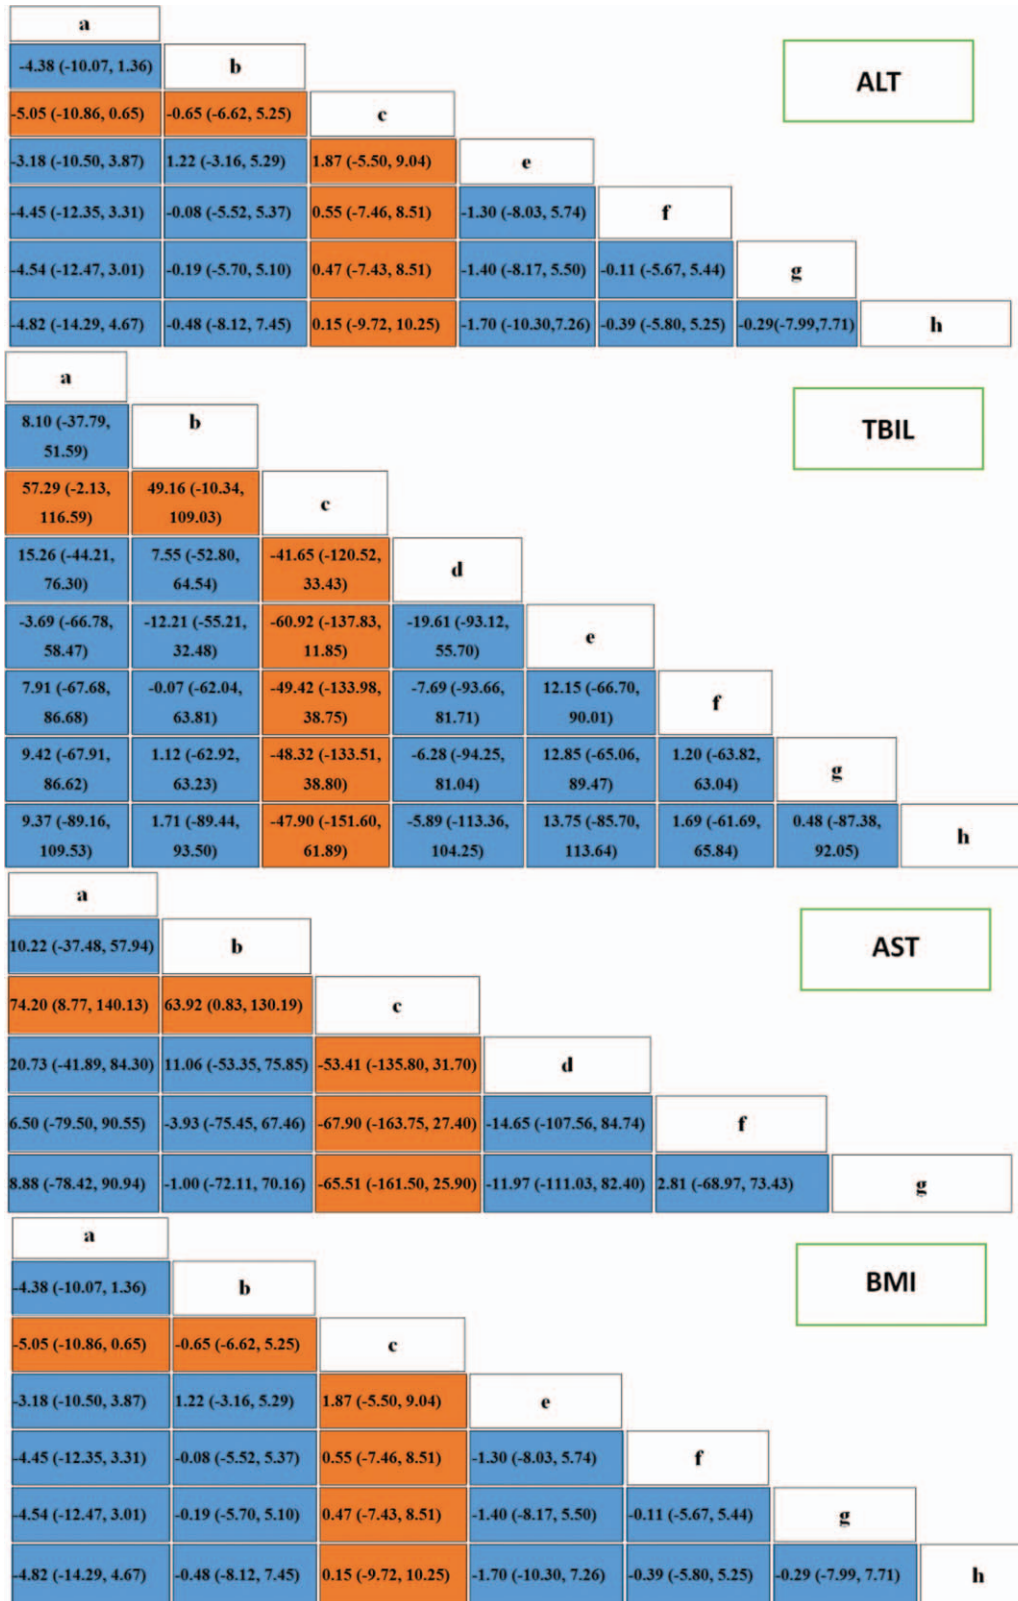 a
-4.38 (-10.07, 1.36) b
ALT
-5.05 (-10.86, 0.65) -0.65 (-6.62, 5.25) c
-3.18 (-10.50, 3.87) 1.22 (-3.16, 5.29) 1.87 (-5.50, 9.04) e
-4.45 (-12.35, 3.31) -0.08 (-5.52, 5.37) 0.55 (-7.46, 8.51) -1.30 (-8.03, 5.74) f
-4.54 (-12.47, 3.01) -0.19 (-5.70, 5.10) 0.47 (-7.43, 8.51) -1.40 (-8.17, 5.50) -0.11 (-5.67, 5.44) g
-4.82 (-14.29, 4.67) -0.48 (-8.12, 7.45) 0.15 (-9.72, 10.25) -1.70 (-10.30,7.26) -0.39 (-5.80, 5.25) -0.29(-7.99,7.71) h
a
8.10 (-37.79, 51.59) b
TBIL
57.29 (-2.13, 116.59) 49.16 (-10.34, 109.03) c
15.26 (-44.21, 76.30) 7.55 (-52.80, 64.54) -41.65 (-120.52, 33.43) d
-3.69 (-66.78, 58.47) -12.21 (-55.21, 32.48) -60.92 (-137.83, 11.85) -19.61 (-93.12, 55.70) e
7.91 (-67.68, 86.68) -0.07 (-62.04, 63.81) -49.42 (-133.98, 38.75) -7.69 (-93.66, 81.71) 12.15 (-66.70, 90.01) f
9.42 (-67.91, 86.62) 1.12 (-62.92, 63.23) -48.32 (-133.51, 38.80) -6.28 (-94.25, 81.04) 12.85 (-65.06, 89.47) 1.20 (-63.82, 63.04) g
9.37 (-89.16, 109.53) 1.71 (-89.44, 93.50) -47.90 (-151.60, 61.89) -5.89 (-113.36, 104.25) 13.75 (-85.70, 113.64) 1.69 (-61.69, 65.84) 0.48 (-87.38, 92.05) h
a
10.22 (-37.48, 57.94) b
AST
74.20 (8.77, 140.13) 63.92 (0.83, 130.19) c
20.73 (-41.89, 84.30) 11.06 (-53.35, 75.85) -53.41 (-135.80, 31.70) d
6.50 (-79.50, 90.55) -3.93 (-75.45, 67.46) -67.90 (-163.75, 27.40) -14.65 (-107.56, 84.74) f
8.88 (-78.42, 90.94) -1.00 (-72.11, 70.16) -65.51 (-161.50, 25.90) -11.97 (-111.03, 82.40) 2.81 (-68.97, 73.43) g
a
-4.38 (-10.07, 1.36) b
BMI
-5.05 (-10.86, 0.65) -0.65 (-6.62, 5.25) c
-3.18 (-10.50, 3.87) 1.22 (-3.16, 5.29) 1.87 (-5.50, 9.04) e
-4.45 (-12.35, 3.31) -0.08 (-5.52, 5.37) 0.55 (-7.46, 8.51) -1.30 (-8.03, 5.74) f
-4.54 (-12.47, 3.01) -0.19 (-5.70, 5.10) 0.47 (-7.43, 8.51) -1.40 (-8.17, 5.50) -0.11 (-5.67, 5.44) g
-4.82 (-14.29, 4.67) -0.48 (-8.12, 7.45) 0.15 (-9.72, 10.25) -1.70 (-10.30, 7.26) -0.39 (-5.80, 5.25) -0.29 (-7.99, 7.71) h